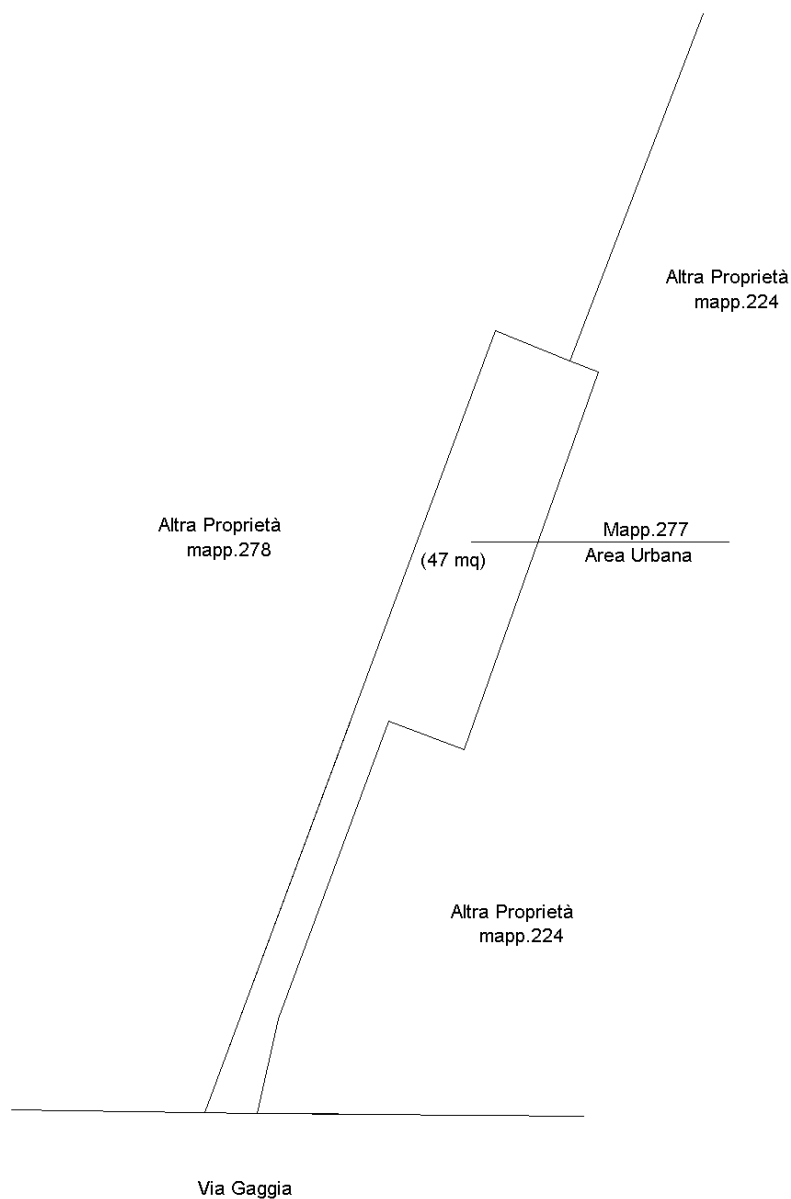 Altra Proprietà
mapp.224
Altra Proprietà
mapp.278
Mapp.277
(47 mq)
Area Urbana
Altra Proprietà
mapp.224
Via Gaggia